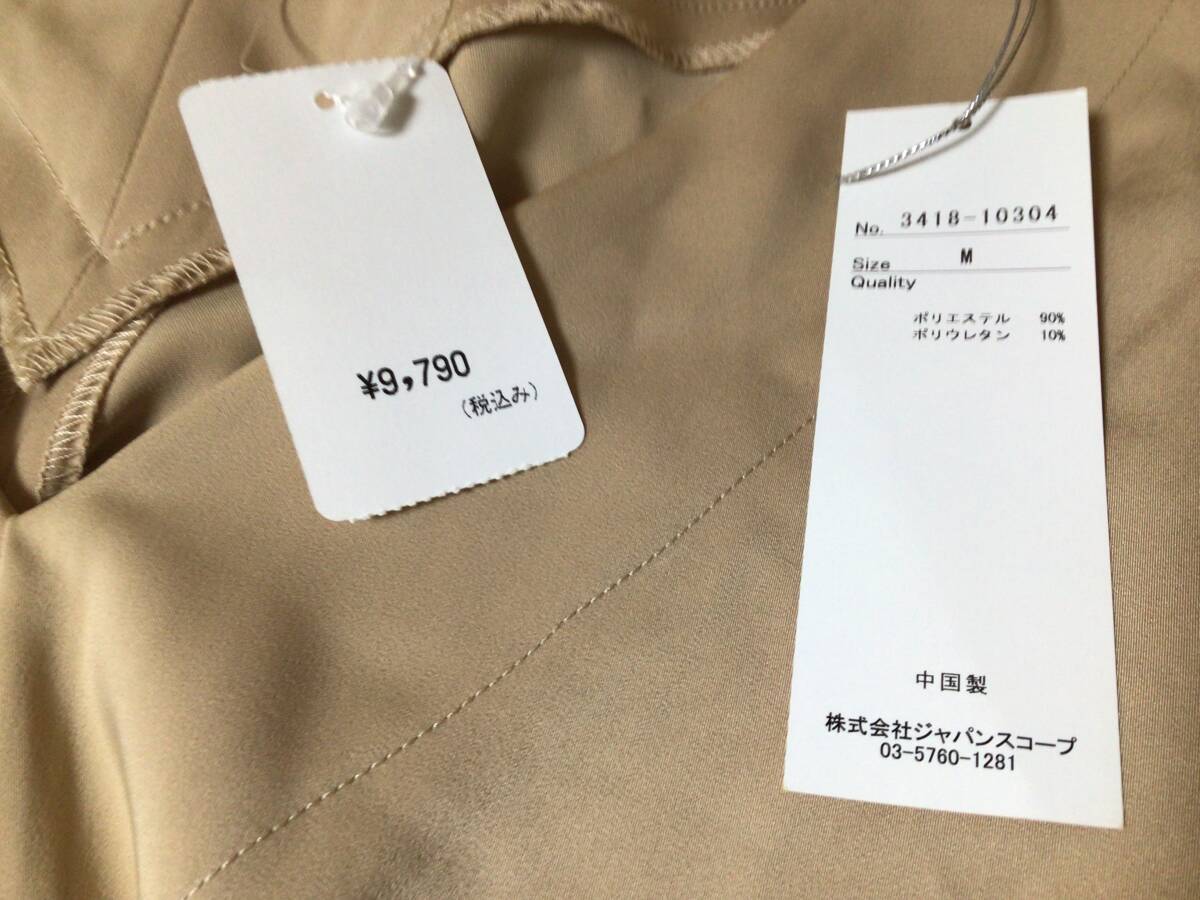 ¥9,790
(税込み)
No. 3418-10304
Size M
Quality
ポリエステル 90%
ポリウレタン 10%
中国製
株式会社ジャパンスコープ
03-5760-1281